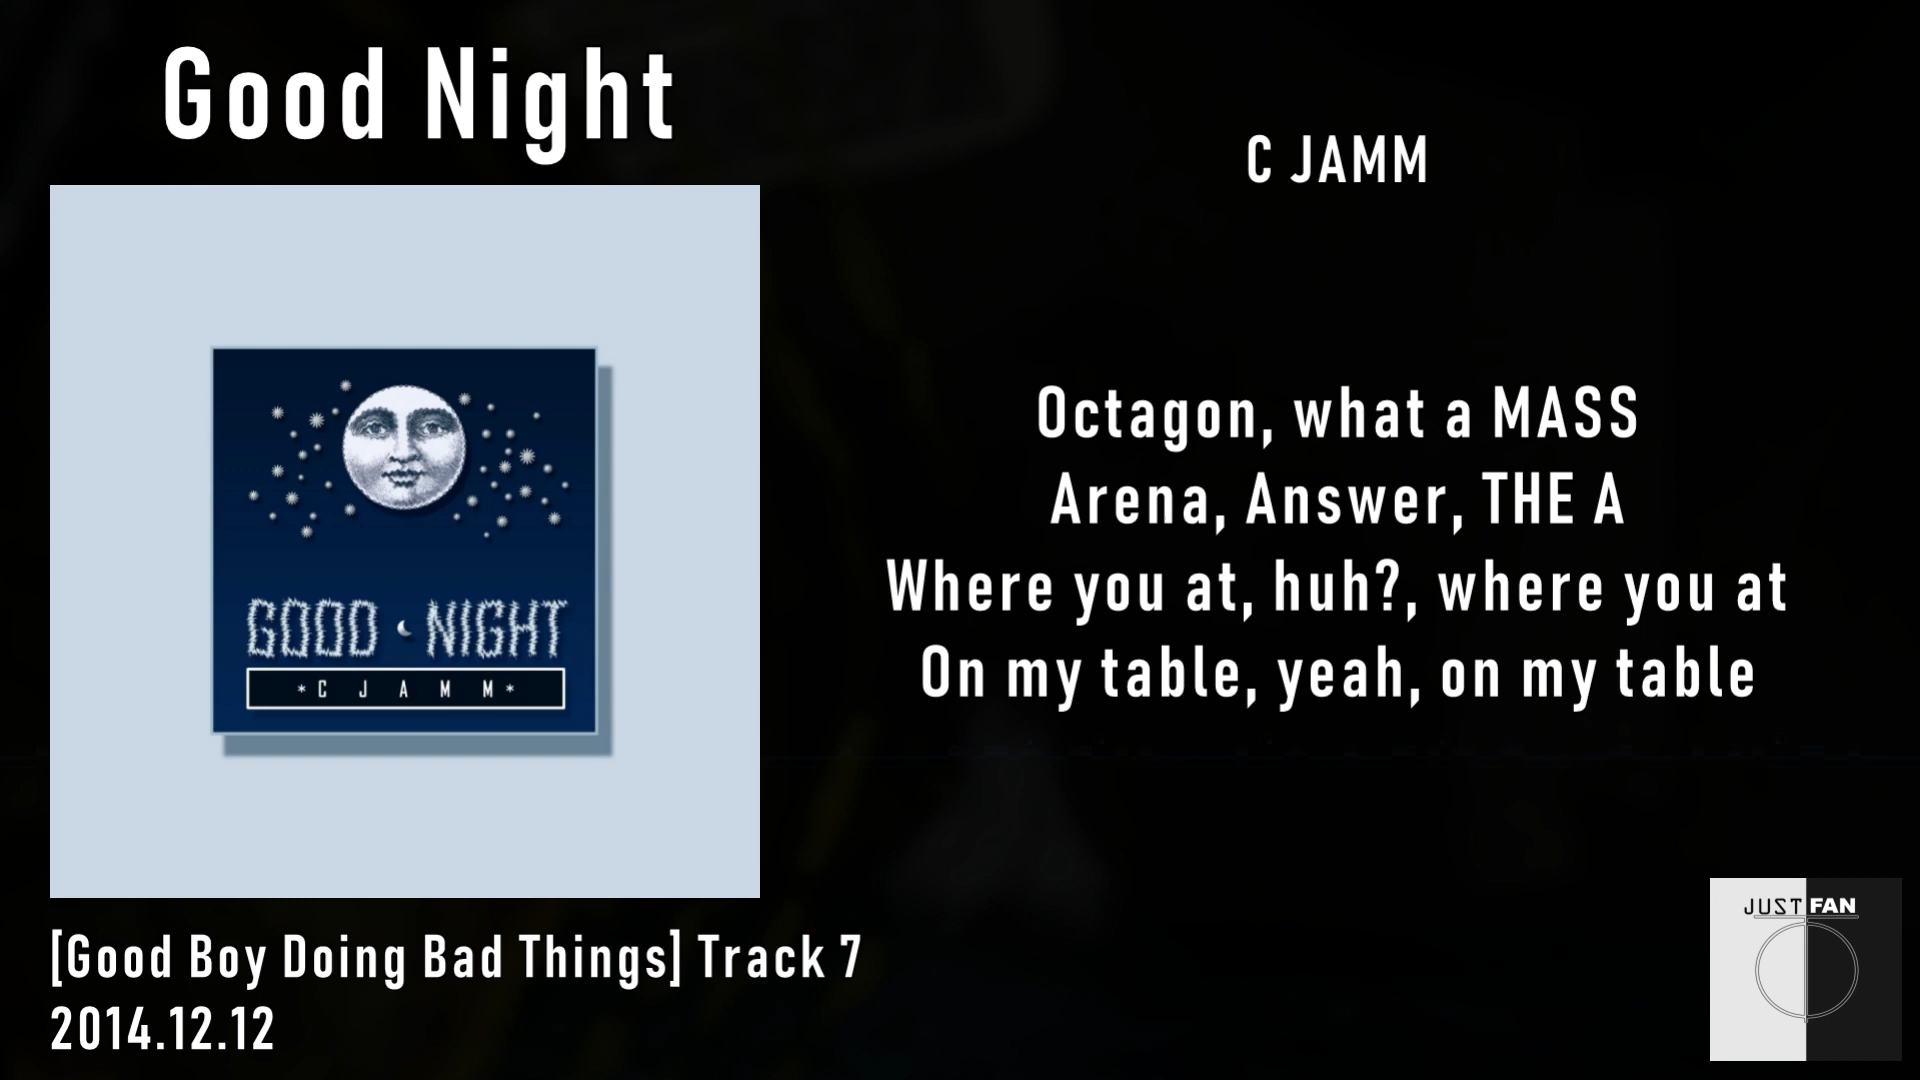 Good Night
GOOD NIGHT
*C J A M M*
[Good Boy Doing Bad Things] Track 7
2014.12.12
C JAMM
Octagon, what a MASS
Arena, Answer, THE A
Where you at, huh?, where you at
On my table, yeah, on my table
JUST FAN